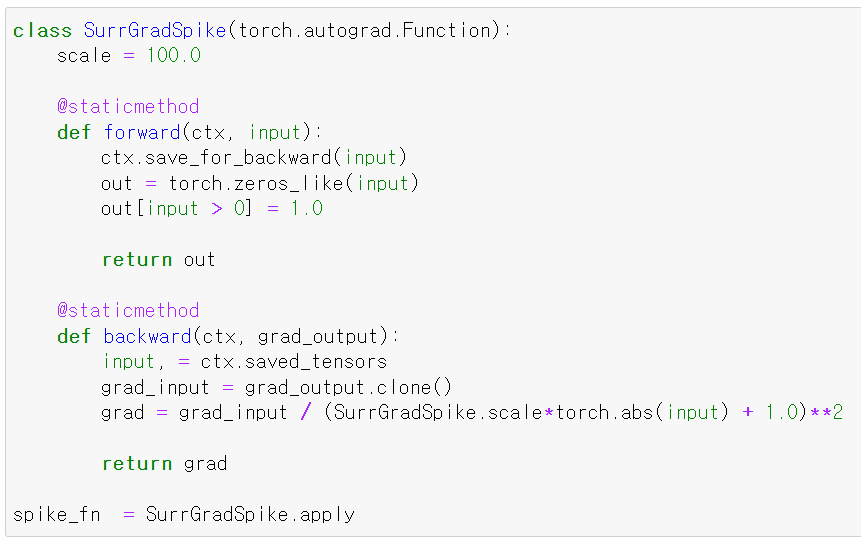 class SurrGradSpike(torch.autograd.Function):
    scale = 100.0

    @staticmethod
    def forward(ctx, input):
        ctx.save_for_backward(input)
        out = torch.zeros_like(input)
        out[input > 0] = 1.0

        return out

    @staticmethod
    def backward(ctx, grad_output):
        input, = ctx.saved_tensors
        grad_input = grad_output.clone()
        grad = grad_input / (SurrGradSpike.scale*torch.abs(input) + 1.0)**2

        return grad

spike_fn  = SurrGradSpike.apply